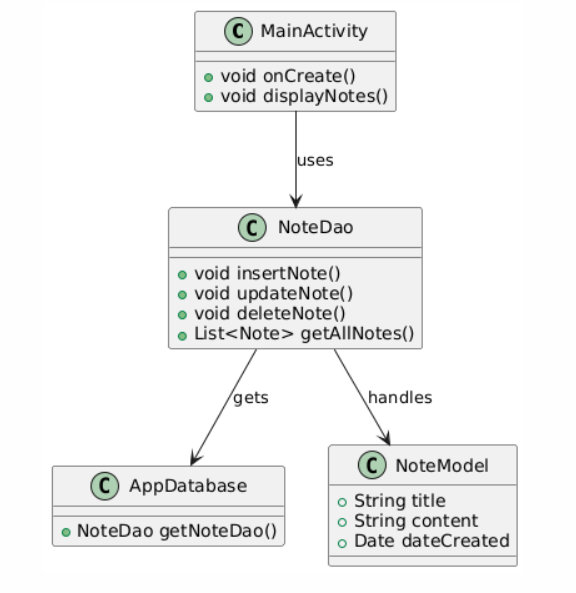 C MainActivity
void onCreate()
void displayNotes()
uses
C NoteDao
void insertNote()
void updateNote()
void deleteNote()
List<Note> getAllNotes()
gets
handles
C AppDatabase
NoteDao getNoteDao()
C NoteModel
String title
String content
Date dateCreated